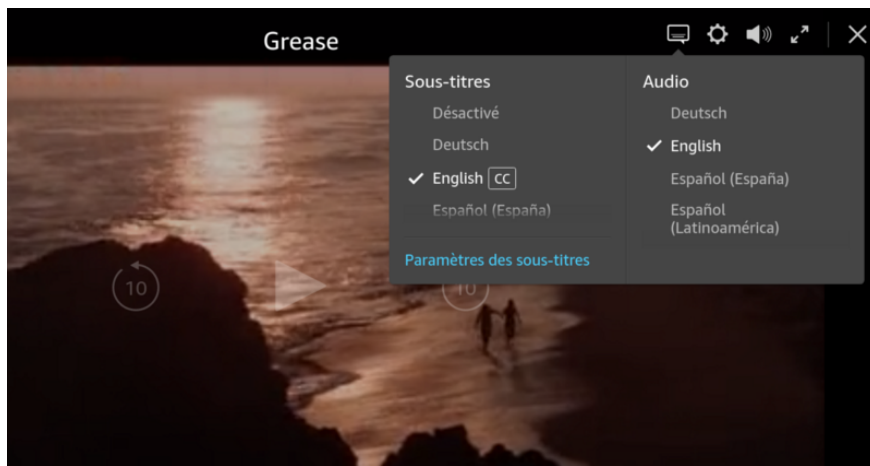 Grease
Sous-titres
Désactivé
Deutsch
English CC
Español (España)
Paramètres des sous-titres
Audio
Deutsch
English
Español (España)
Español
(Latinoamérica)
10
10